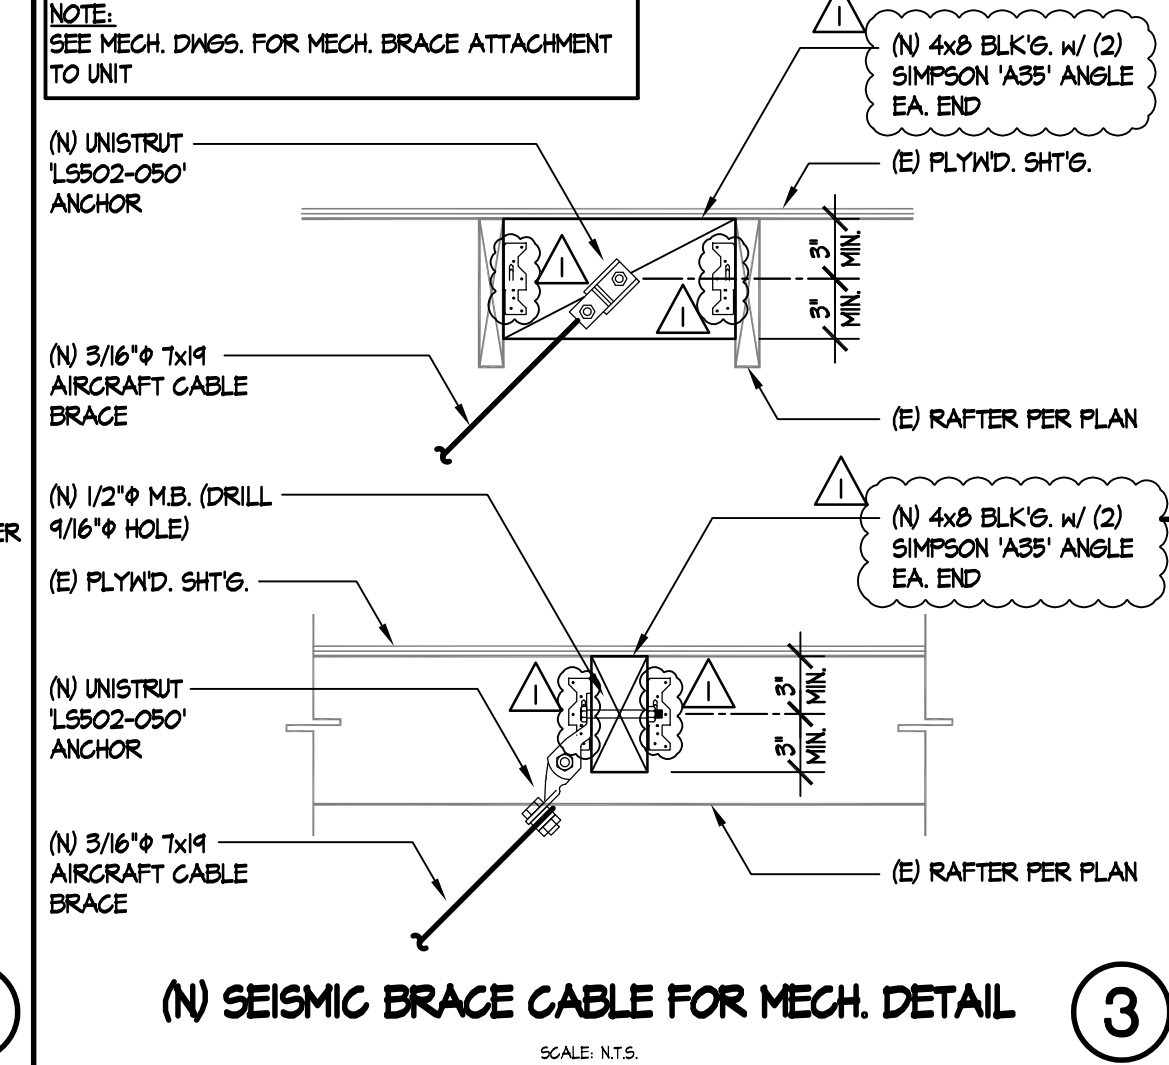 NOTE:
SEE MECH. DWGS. FOR MECH. BRACE ATTACHMENT
TO UNIT
1
(N) 4x8 BLK'G. w/ (2)
SIMPSON 'A35' ANGLE
EA. END
(N) UNISTRUT
'LS502-050'
ANCHOR
(E) PLYW'D. SHT'G.
1
1
3"
MIN.
3"
MIN.
(N) 3/16"Φ 7x19
AIRCRAFT CABLE
BRACE
(E) RAFTER PER PLAN
1
(N) 1/2"Φ M.B. (DRILL
9/16"Φ HOLE)
(N) 4x8 BLK'G. w/ (2)
SIMPSON 'A35' ANGLE
EA. END
ER
(E) PLYW'D. SHT'G.
1
1
(N) UNISTRUT
'LS502-050'
ANCHOR
3"
MIN.
3"
MIN.
(N) 3/16"Φ 7x19
AIRCRAFT CABLE
BRACE
(E) RAFTER PER PLAN
(N) SEISMIC BRACE CABLE FOR MECH. DETAIL
3
SCALE: N.T.S.